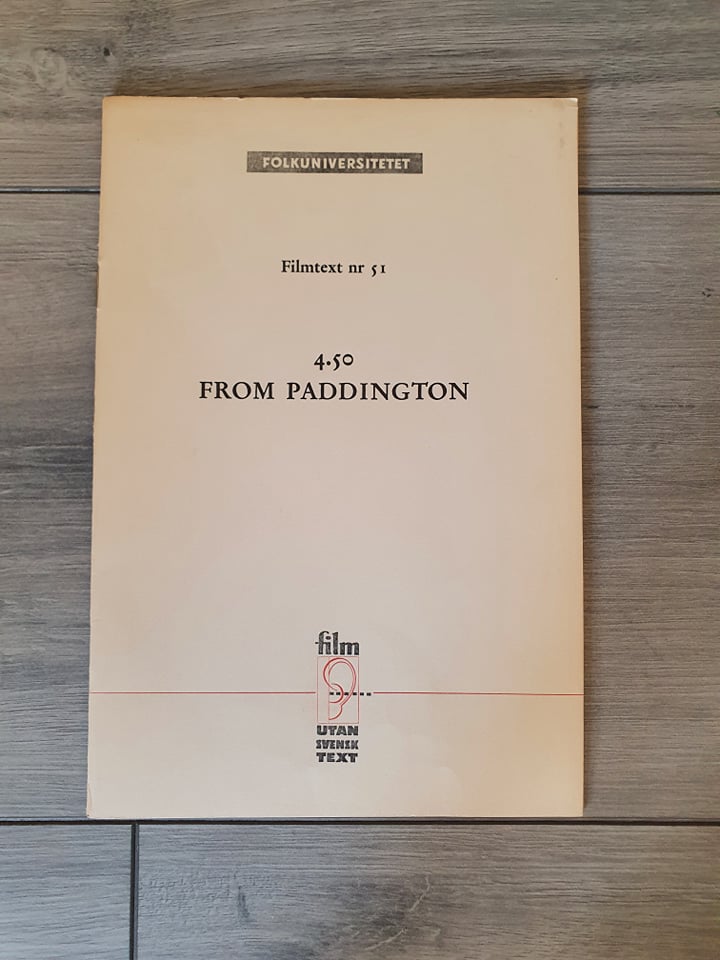 FOLKUNIVERSITETET
Filmtext nr 51
4.50
FROM PADDINGTON
film
UTAN
SVENSK
TEXT